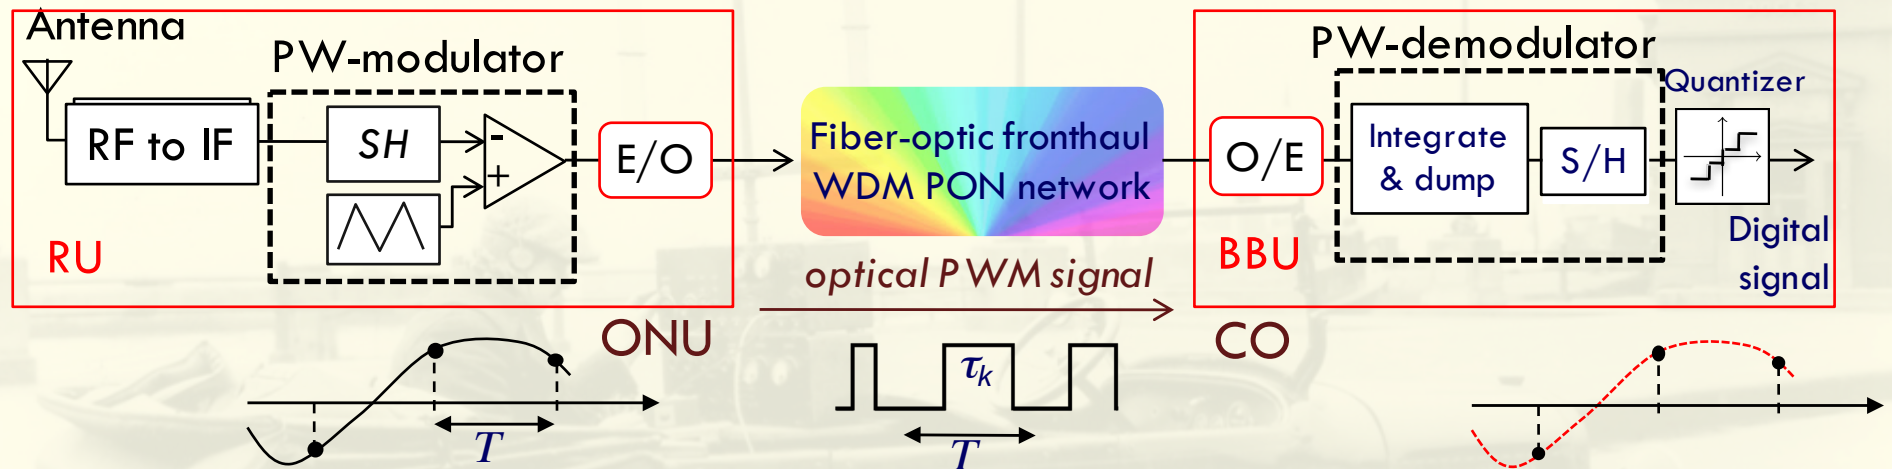 Antenna
PW-modulator
RF to IF
SH
-
+
E/O
RU
ONU
T
Fiber-optic fronthaul
WDM PON network
optical PWM signal
τk
T
PW-demodulator
Quantizer
O/E
Integrate
& dump
S/H
BBU
Digital
signal
CO